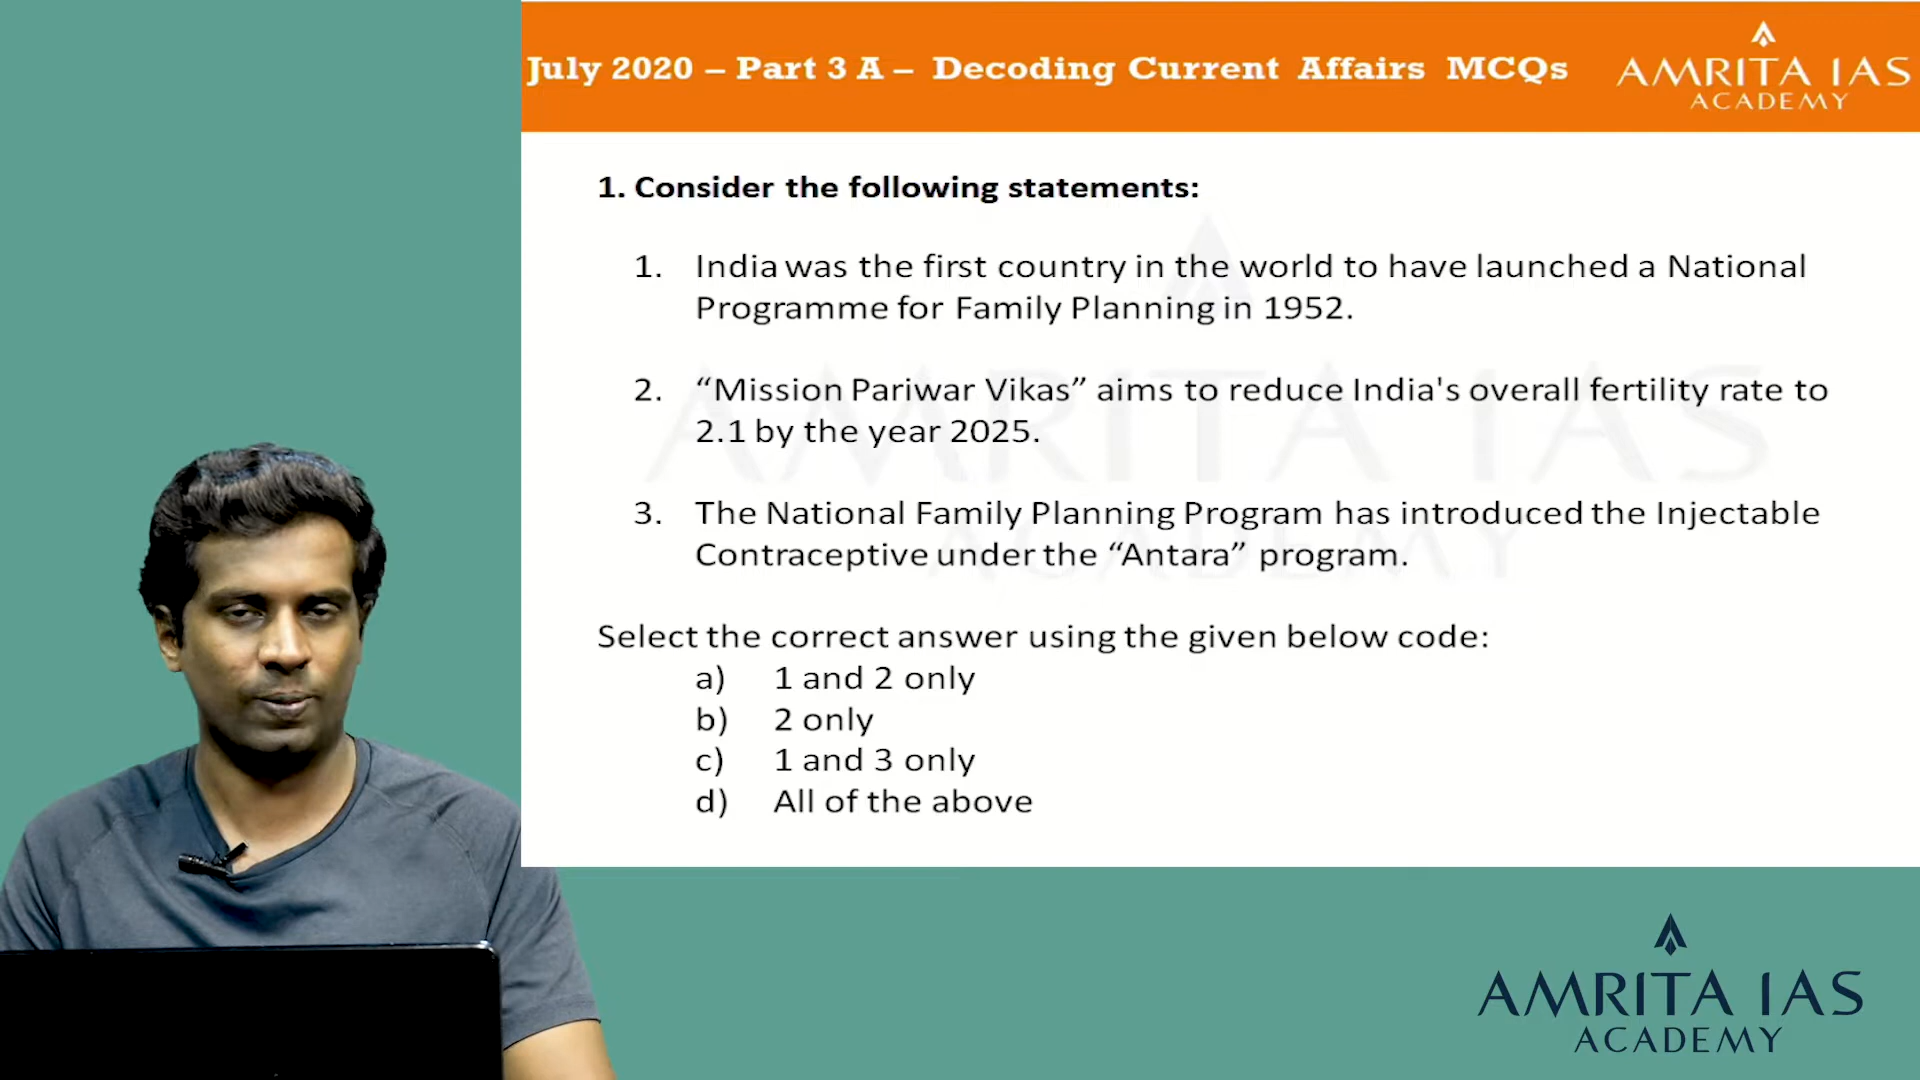 July 2020 – Part 3 A – Decoding Current Affairs MCQs
AMRITA IAS
ACADEMY
1. Consider the following statements:
1. India was the first country in the world to have launched a National
Programme for Family Planning in 1952.
2. “Mission Pariwar Vikas” aims to reduce India's overall fertility rate to
2.1 by the year 2025.
3. The National Family Planning Program has introduced the Injectable
Contraceptive under the “Antara” program.
Select the correct answer using the given below code:
a) 1 and 2 only
b) 2 only
c) 1 and 3 only
d) All of the above
AMRITA IAS
ACADEMY
AMRITA IAS
ACADEMY